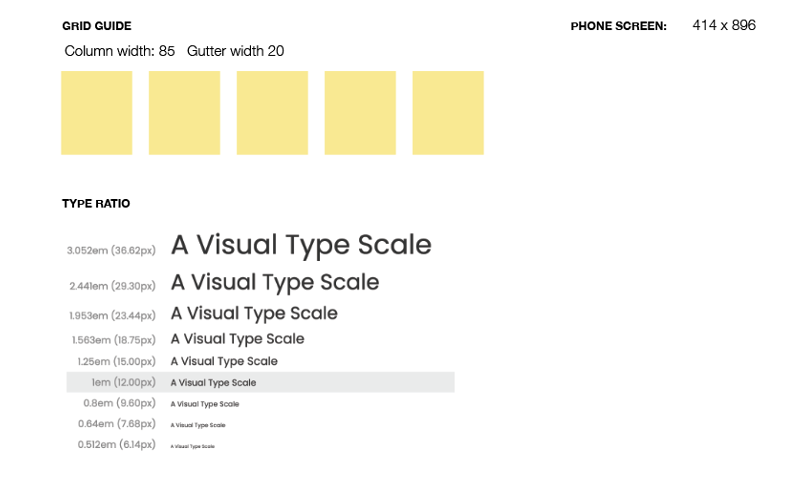 GRID GUIDE
PHONE SCREEN: 414 x 896
Column width: 85 Gutter width 20
TYPE RATIO
3.052em (36.62px) A Visual Type Scale
2.441em (29.30px) A Visual Type Scale
1.953em (23.44px) A Visual Type Scale
1.563em (18.75px) A Visual Type Scale
1.25em (15.00px) A Visual Type Scale
1em (12.00px) A Visual Type Scale
0.8em (9.60px) A Visual Type Scale
0.64em (7.68px) A Visual Type Scale
0.512em (6.14px) A Visual Type Scale